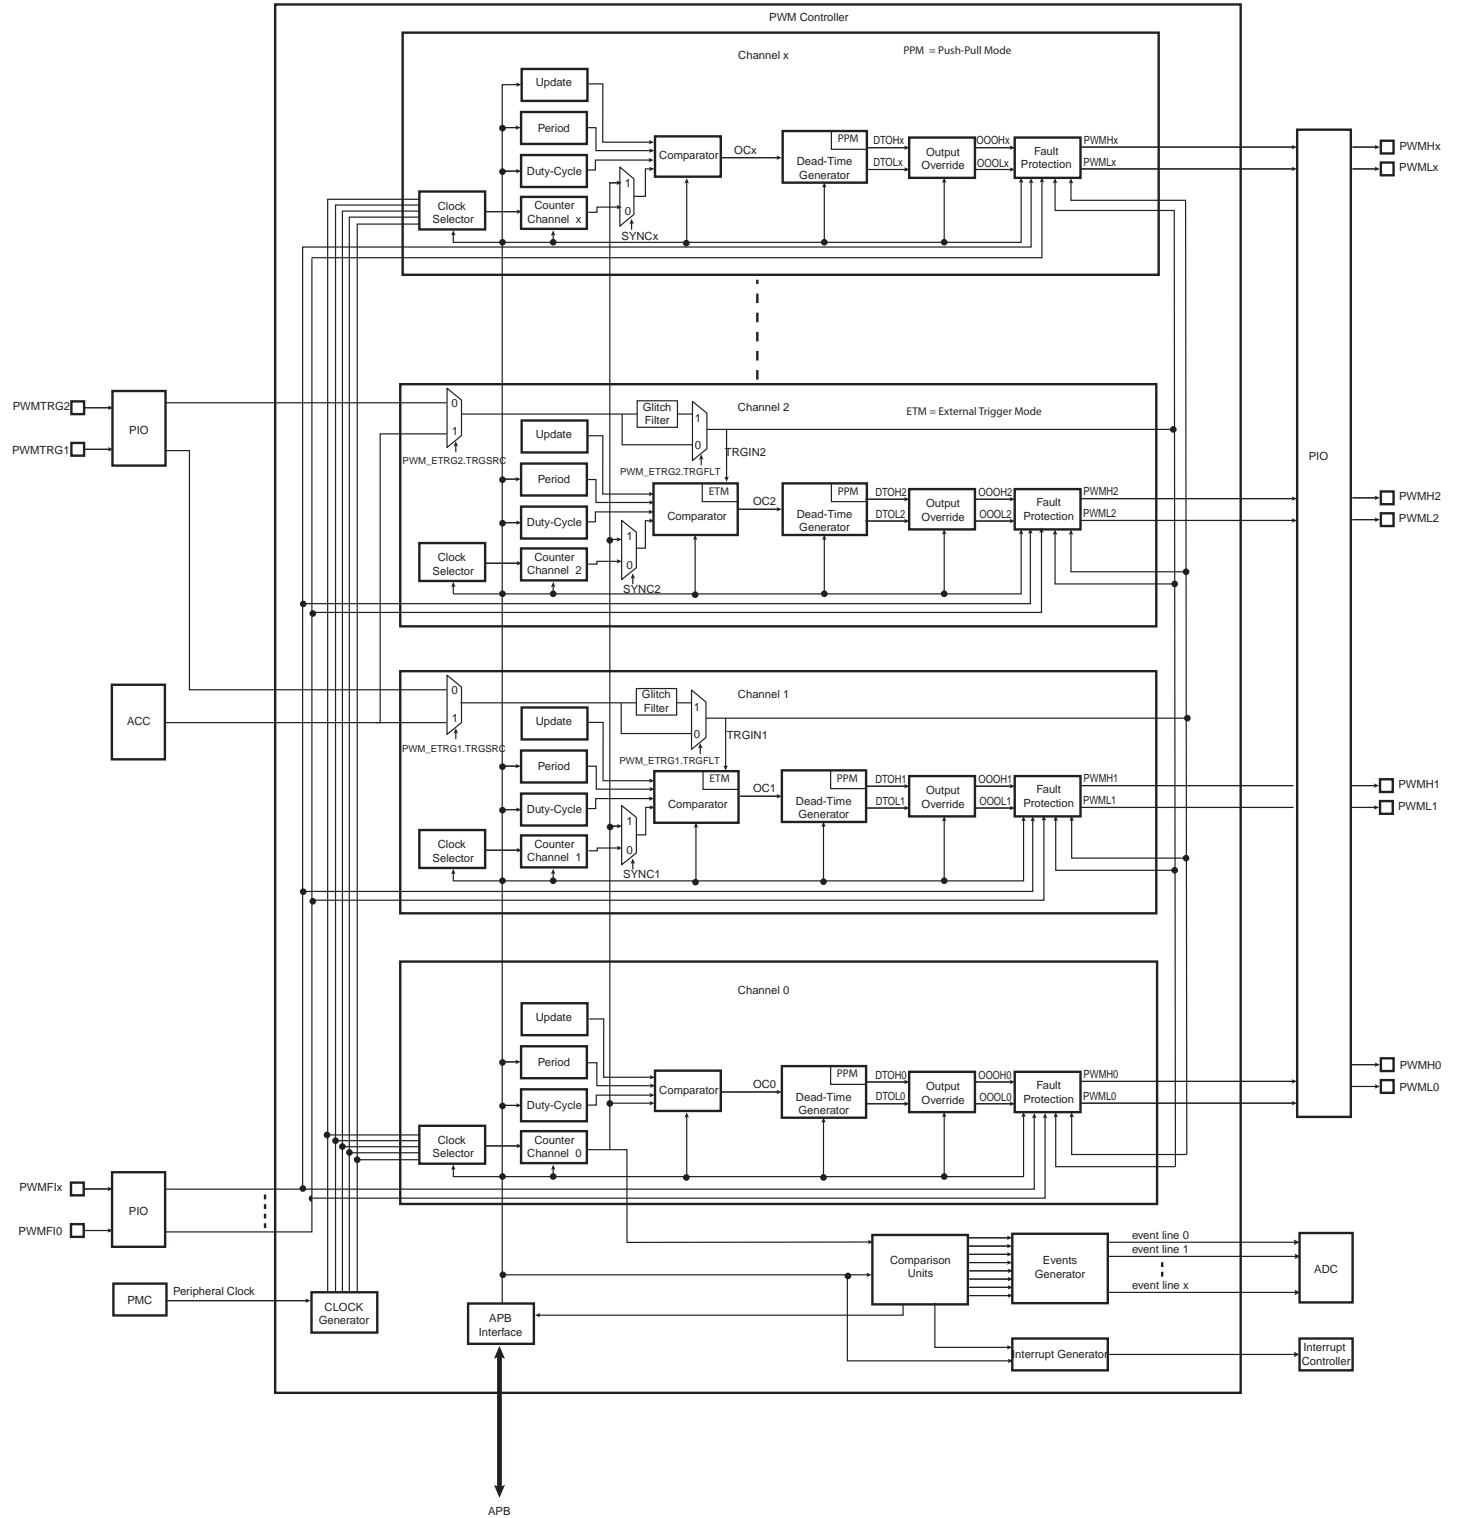 PWM Controller
Channel x
PPM = Push-Pull Mode
Update
Period
Duty-Cycle
Clock
Selector
Counter
Channel x
1
0
SYNCx
Comparator
OCx
PPM
Dead-Time
Generator
DTOHx
DTOLx
Output
Override
OOOHx
OOOLx
Fault
Protection
PWMHx
PWMLx
PWMHx
PWMLx
PWMTRG2
PWMTRG1
PIO
0
1
PWM_ETRG2.TRGSRC
Glitch
Filter
1
0
PWM_ETRG2.TRGFLT
TRGIN2
Channel 2
ETM = External Trigger Mode
Update
Period
Duty-Cycle
Clock
Selector
Counter
Channel 2
1
0
SYNC2
ETM
Comparator
OC2
PPM
Dead-Time
Generator
DTOH2
DTOL2
Output
Override
OOOH2
OOOL2
Fault
Protection
PWMH2
PWML2
PIO
PWMH2
PWML2
ACC
0
1
PWM_ETRG1.TRGSRC
Glitch
Filter
1
0
PWM_ETRG1.TRGFLT
TRGIN1
Channel 1
Update
Period
Duty-Cycle
Clock
Selector
Counter
Channel 1
1
0
SYNC1
ETM
Comparator
OC1
PPM
Dead-Time
Generator
DTOH1
DTOL1
Output
Override
OOOH1
OOOL1
Fault
Protection
PWMH1
PWML1
PWMH1
PWML1
Channel 0
Update
Period
Duty-Cycle
Clock
Selector
Counter
Channel 0
Comparator
OC0
PPM
Dead-Time
Generator
DTOH0
DTOL0
Output
Override
OOOH0
OOOL0
Fault
Protection
PWMH0
PWML0
PWMH0
PWML0
PWMFIx
PWMFI0
PIO
PMC
Peripheral Clock
CLOCK
Generator
APB
Interface
Comparison
Units
Events
Generator
event line 0
event line 1
event line x
ADC
Interrupt Generator
Interrupt
Controller
APB